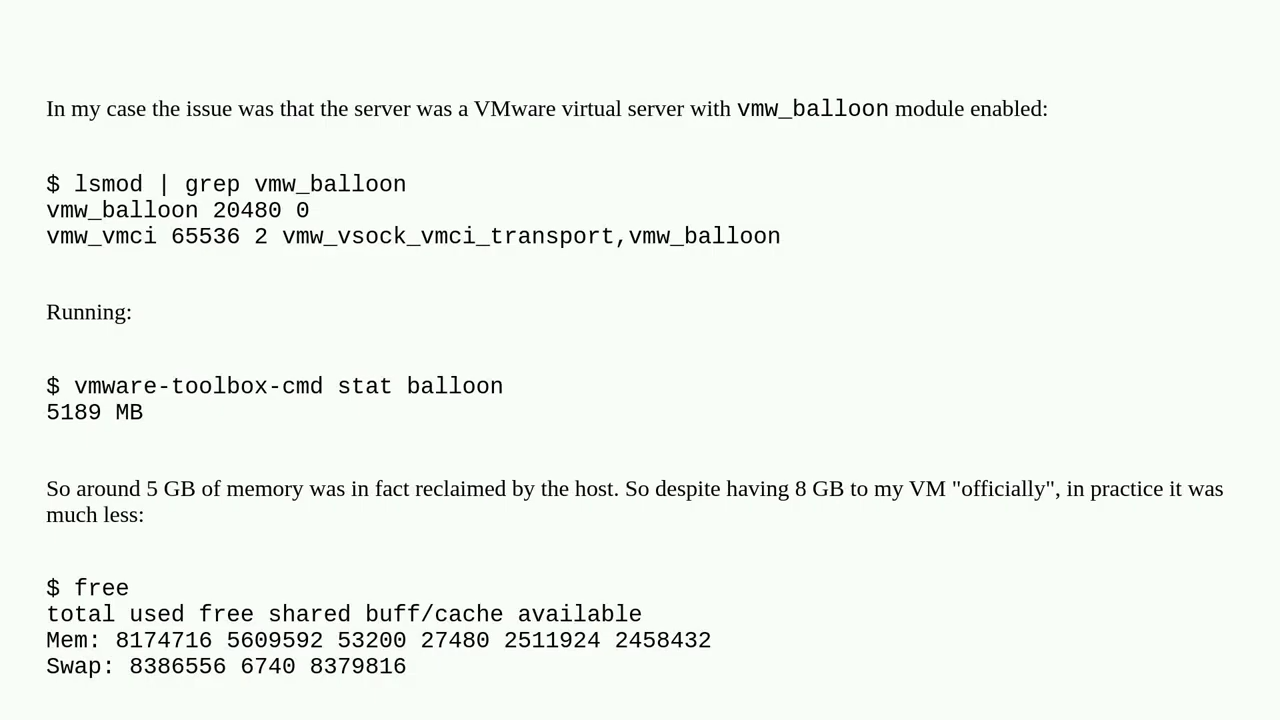 In my case the issue was that the server was a VMware virtual server with vmw_balloon module enabled:
$ lsmod | grep vmw_balloon
vmw_balloon 20480 0
vmw_vmci 65536 2 vmw_vsock_vmci_transport,vmw_balloon
Running:
$ vmware-toolbox-cmd stat balloon
5189 MB
So around 5 GB of memory was in fact reclaimed by the host. So despite having 8 GB to my VM "officially", in practice it was
much less:
$ free
total used free shared buff/cache available
Mem: 8174716 5609592 53200 27480 2511924 2458432
Swap: 8386556 6740 8379816